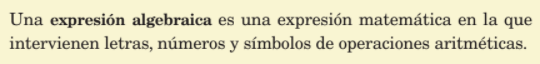 Una expresión algebraica es una expresión matemática en la que
intervienen letras, números y símbolos de operaciones aritméticas.